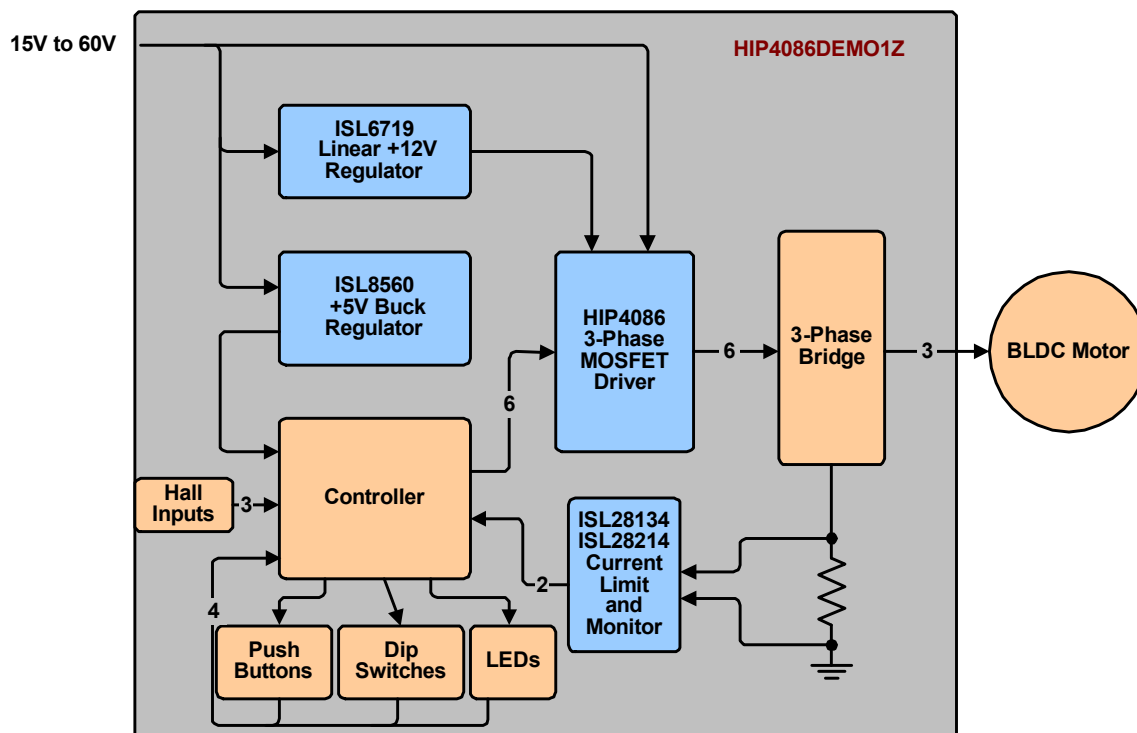 15V to 60V
HIP4086DEMO1Z
ISL6719
Linear +12V
Regulator
ISL8560
+5V Buck
Regulator
HIP4086
3-Phase
MOSFET
Driver
6
3-Phase
Bridge
3
BLDC Motor
6
Controller
Hall
Inputs
3
ISL28134
ISL28214
Current
Limit
and
Monitor
2
4
Push
Buttons
Dip
Switches
LEDs